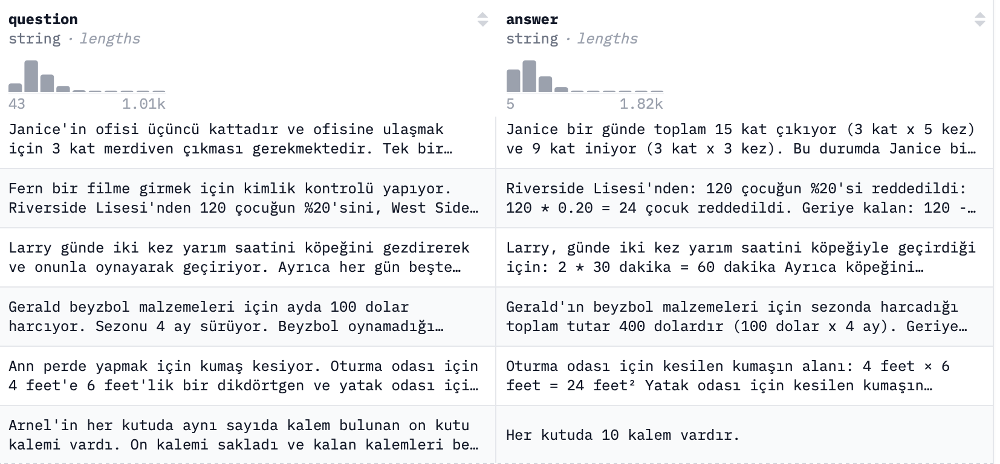 question
string · lengths
43 1.01k
answer
string · lengths
5 1.82k
Janice'in ofisi üçüncü kattadır ve ofisine ulaşmak
için 3 kat merdiven çıkması gerekmektedir. Tek bir…
Janice bir günde toplam 15 kat çıkıyor (3 kat x 5 kez)
ve 9 kat iniyor (3 kat x 3 kez). Bu durumda Janice bi…
Fern bir filme girmek için kimlik kontrolü yapıyor.
Riverside Lisesi'nden 120 çocuğun %20'sini, West Side…
Riverside Lisesi'nden: 120 çocuğun %20'si reddedildi:
120 * 0.20 = 24 çocuk reddedildi. Geriye kalan: 120 -…
Larry günde iki kez yarım saatini köpeğini gezdirerek
ve onunla oynayarak geçiriyor. Ayrıca her gün beşte…
Larry, günde iki kez yarım saatini köpeğiyle geçirdiği
için: 2 * 30 dakika = 60 dakika Ayrıca köpeğini…
Gerald beyzbol malzemeleri için ayda 100 dolar
harcıyor. Sezonu 4 ay sürüyor. Beyzbol oynamadığı…
Gerald'ın beyzbol malzemeleri için sezonda harcadığı
toplam tutar 400 dolardır (100 dolar x 4 ay). Geriye…
Ann perde yapmak için kumaş kesiyor. Oturma odası için
4 feet'e 6 feet'lik bir dikdörtgen ve yatak odası içi…
Oturma odası için kesilen kumaşın alanı: 4 feet × 6
feet = 24 feet² Yatak odası için kesilen kumaşın…
Arnel'in her kutuda aynı sayıda kalem bulunan on kutu
kalemi vardı. On kalemi sakladı ve kalan kalemleri be…
Her kutuda 10 kalem vardır.